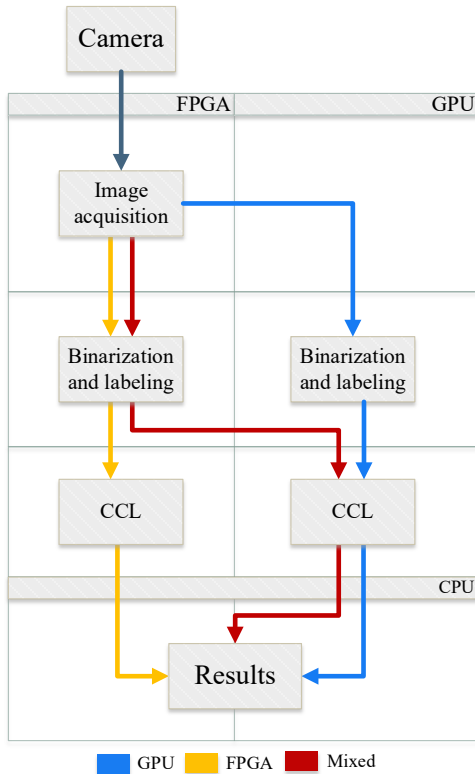 Camera
FPGA
GPU
Image
acquisition
Binarization
and labeling
Binarization
and labeling
CCL
CCL
CPU
Results
GPU
FPGA
Mixed